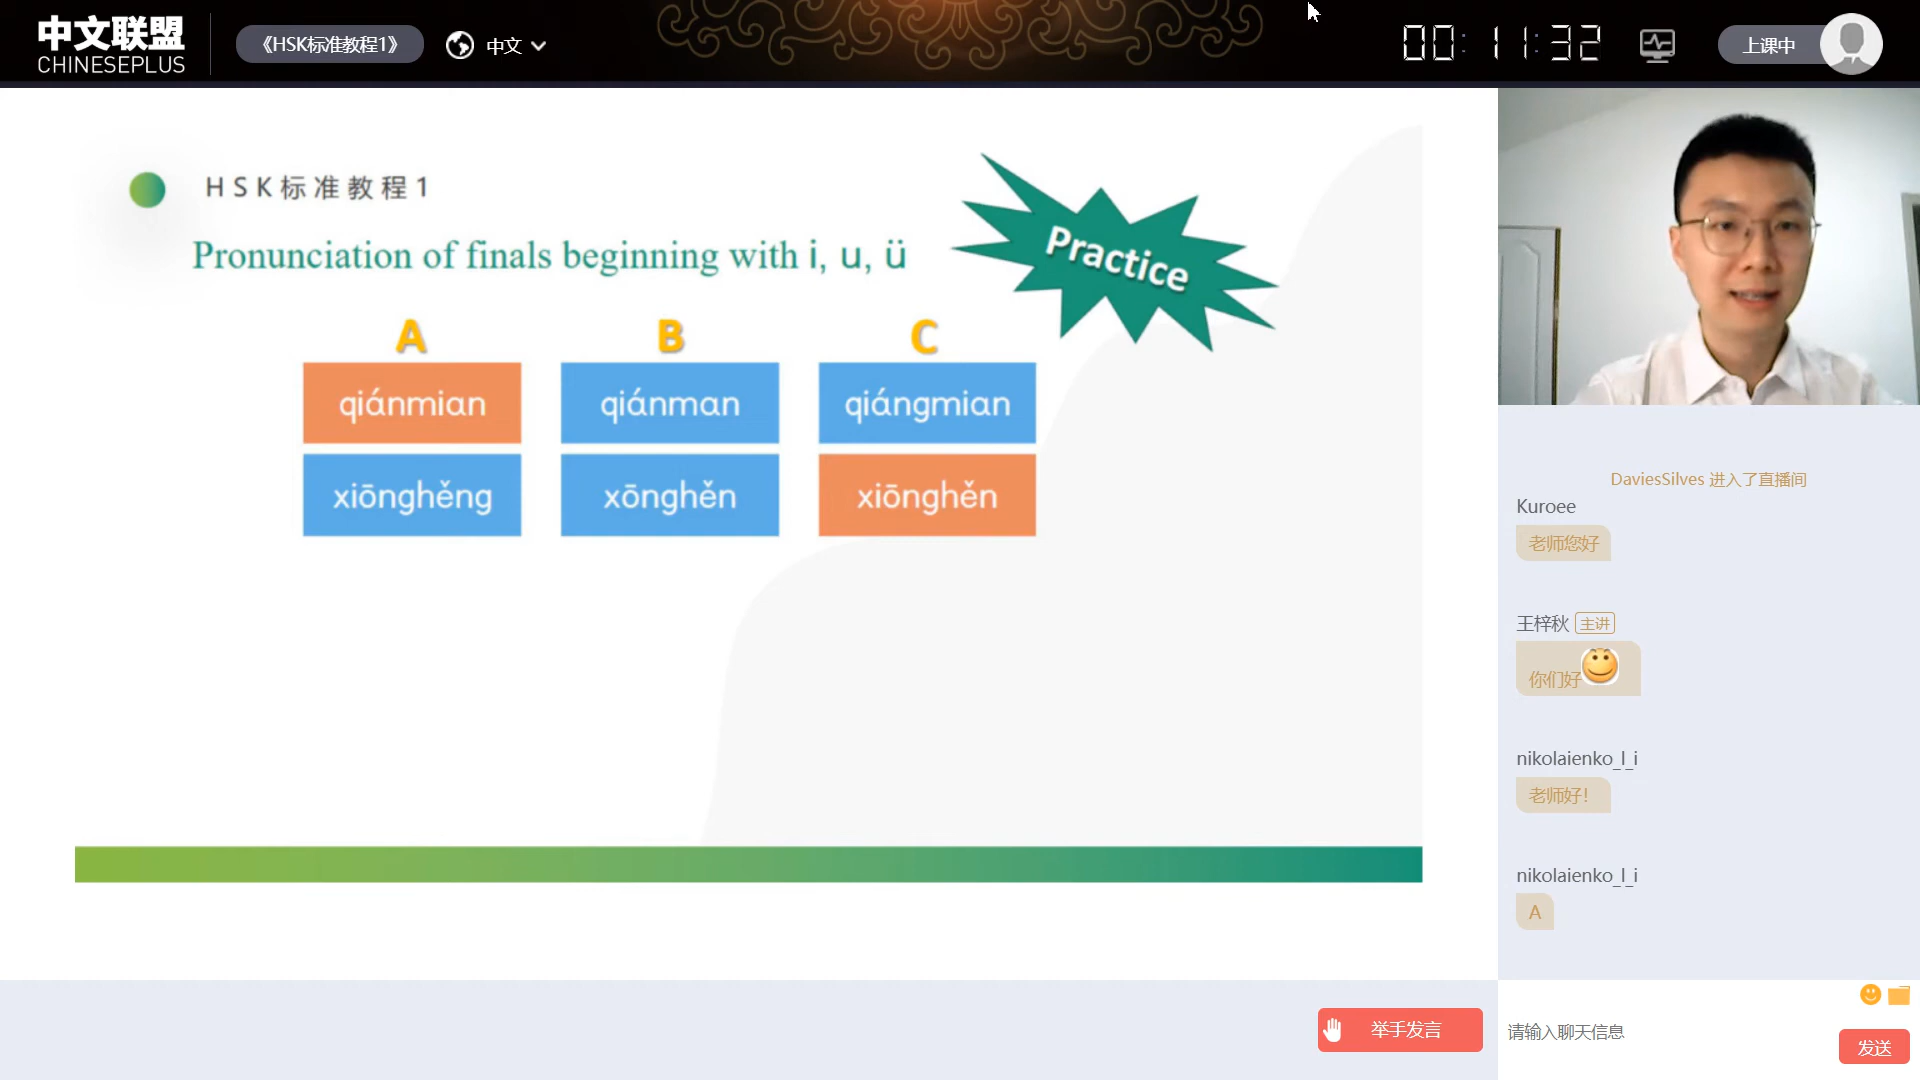 中文联盟
CHINESEPLUS
《HSK标准教程1》
中文
00:11:32
上课中
HSK标准教程1
Pronunciation of finals beginning with i, u, ü
Practice
A B C
qiánmian qiánman qiángmian
xiōnghěng xōnghěn xiōnghěn
DaviesSilves 进入了直播间
Kuroee
老师您好
王梓秋 主讲
你们好
nikolaienko_l_i
老师好！
nikolaienko_l_i
A
举手发言
请输入聊天信息
发送